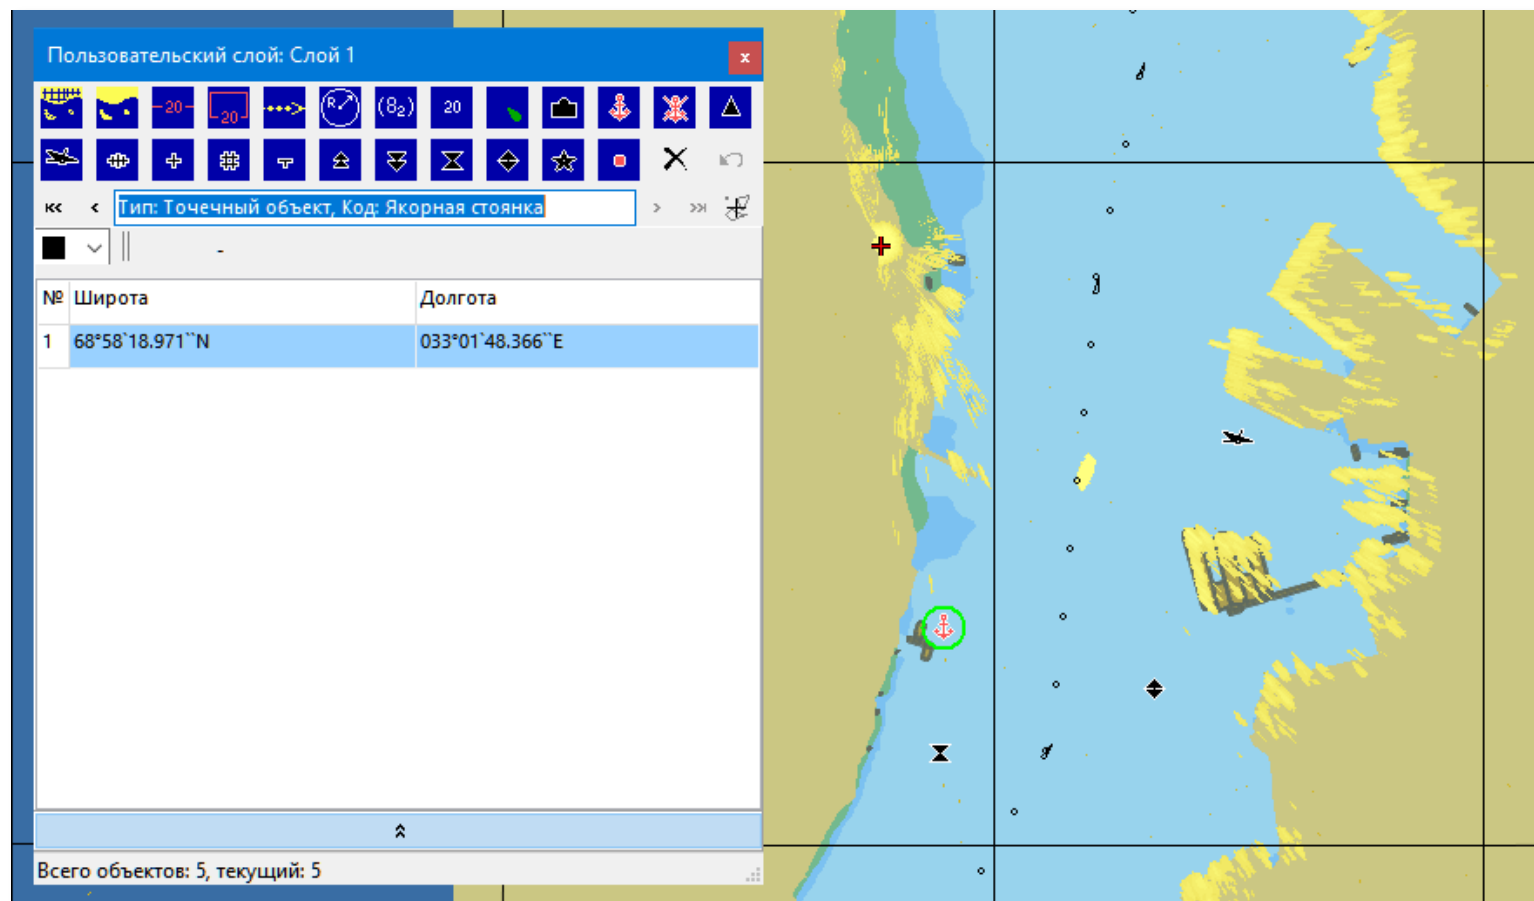 Пользовательский слой: Слой 1
x
20 20 R (8₂) 20
Тип: Точечный объект, Код: Якорная стоянка
-
№ Широта Долгота
1 68°58`18.971``N 033°01`48.366``E
Всего объектов: 5, текущий: 5